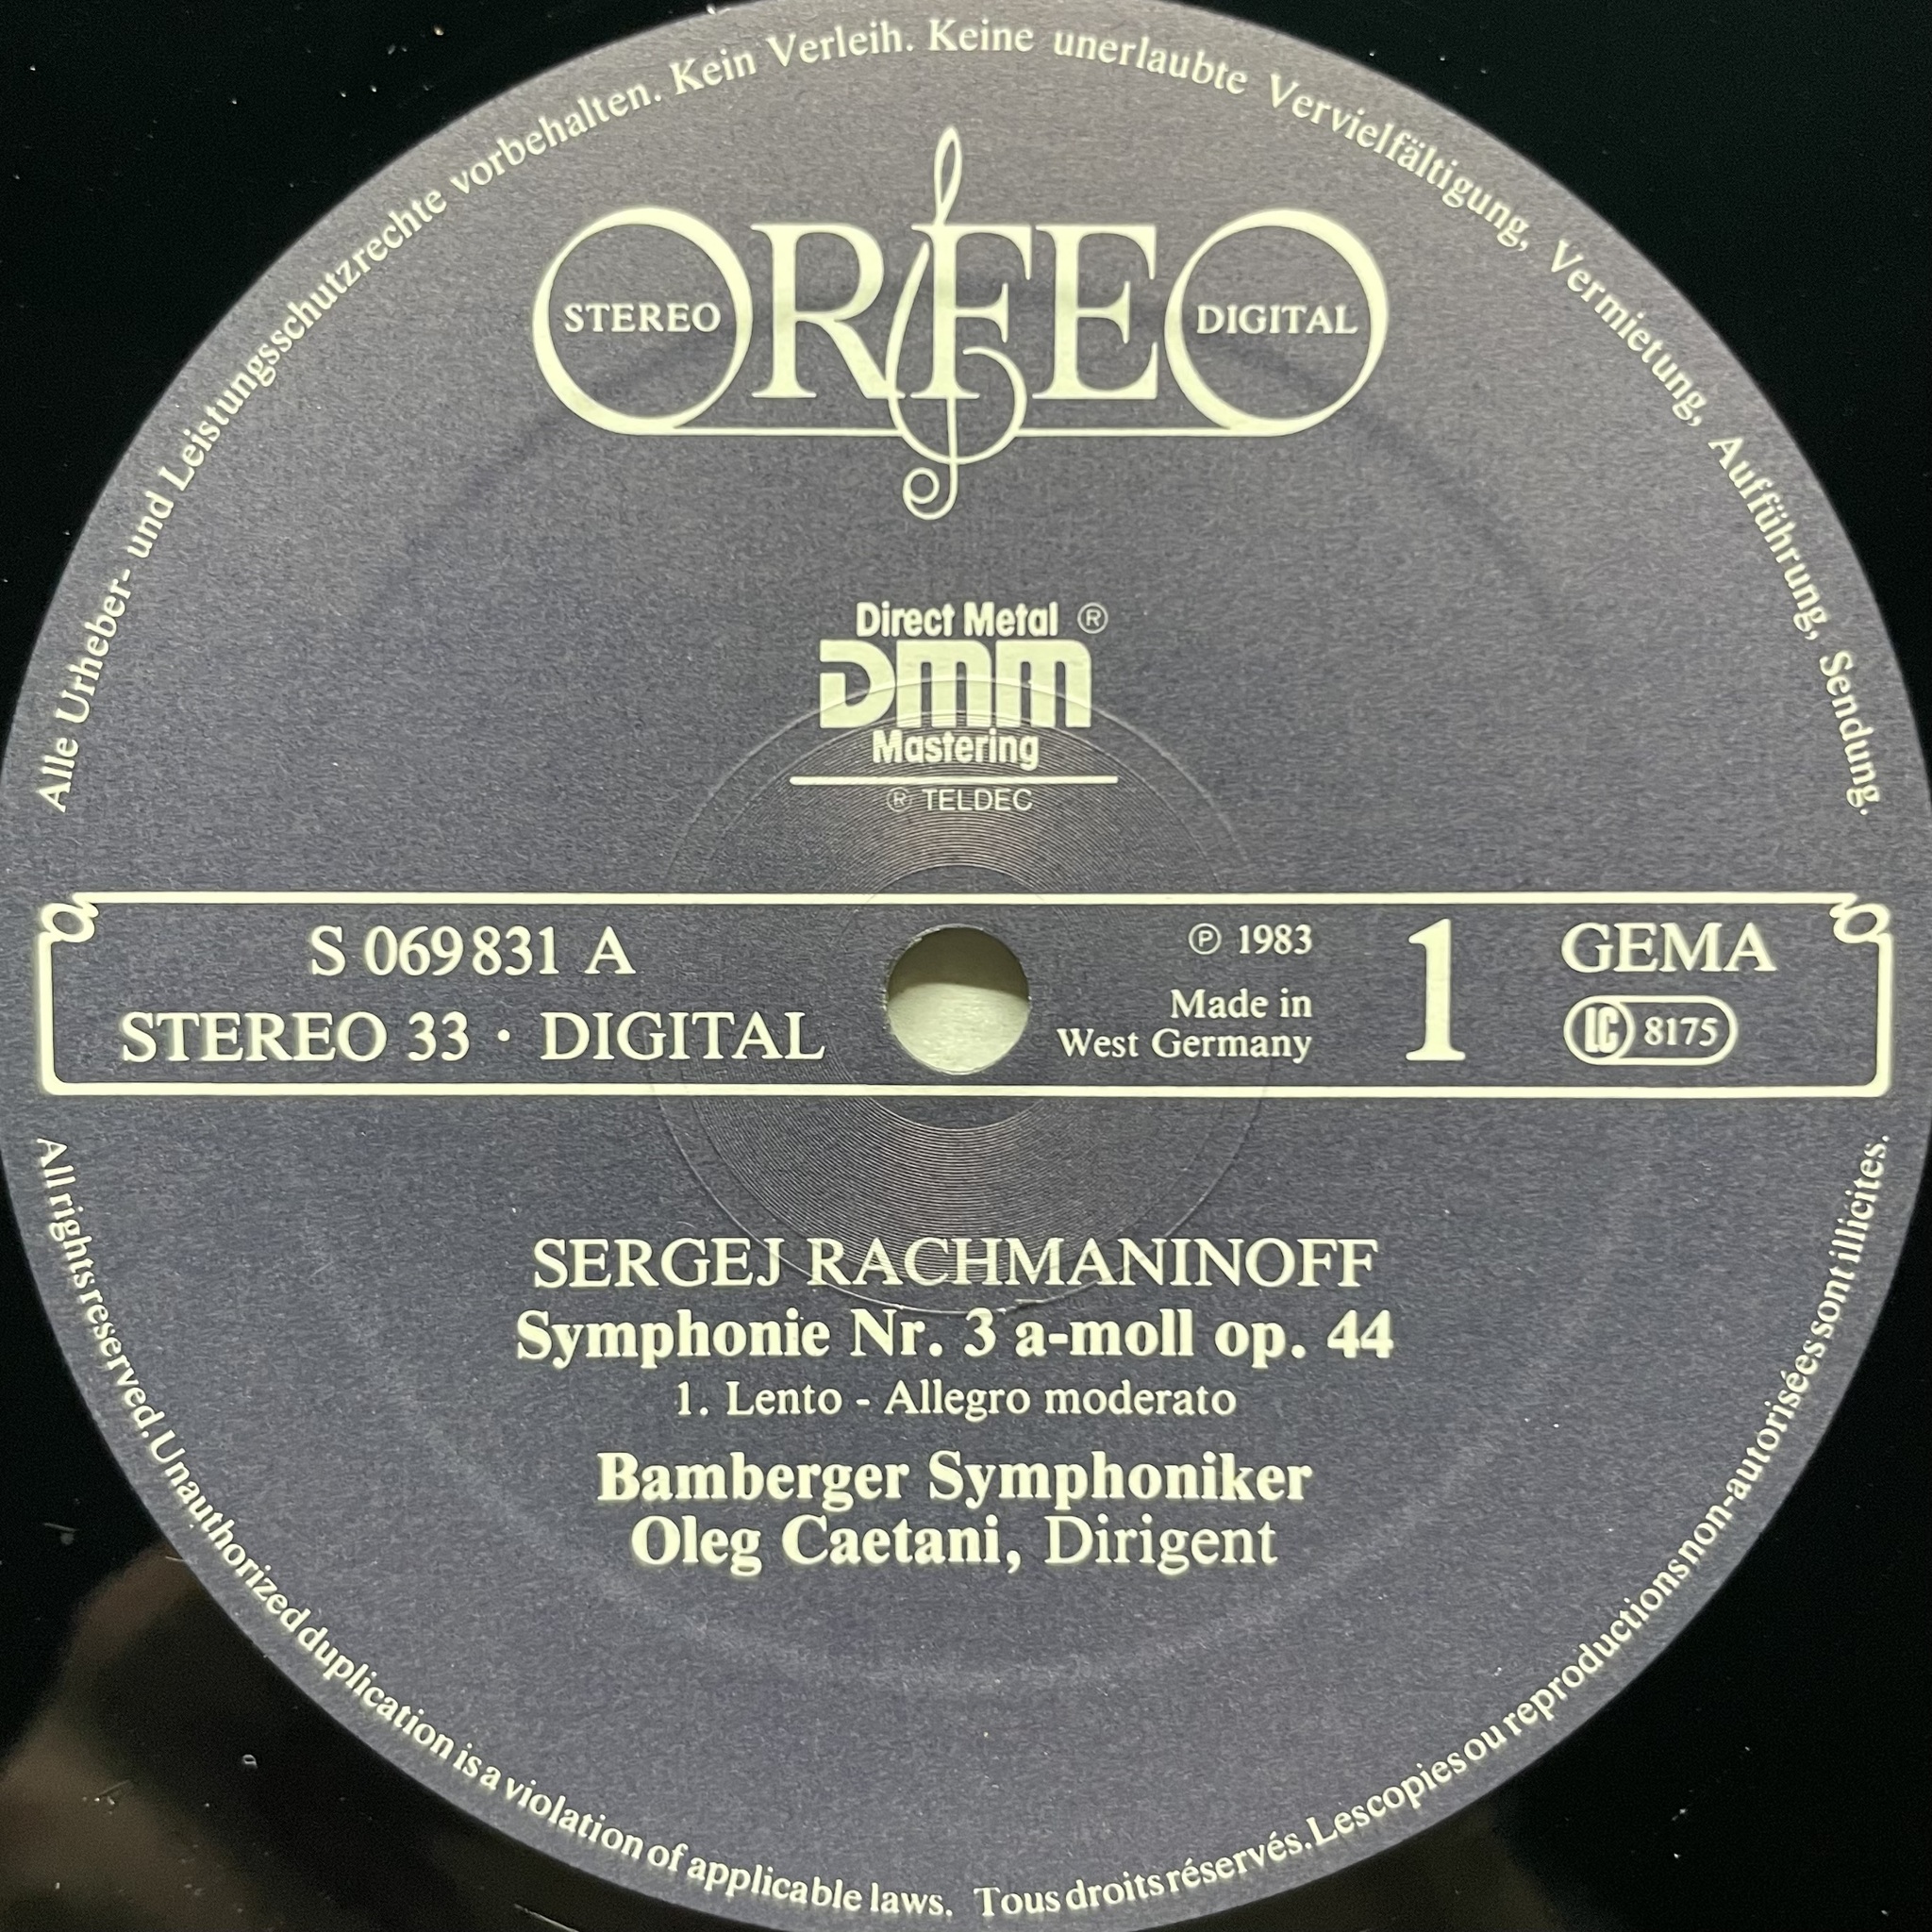 Alle Urheber- und Leistungsschutzrechte vorbehalten. Kein Verleih. Keine unerlaubte Vervielfältigung, Vermietung, Aufführung, Sendung.
ORFEO
STEREO
DIGITAL
Direct Metal ®
DMM
Mastering
® TELDEC
S 069831 A
STEREO 33 · DIGITAL
℗ 1983
Made in
West Germany
1
GEMA
LC 8175
SERGEJ RACHMANINOFF
Symphonie Nr. 3 a-moll op. 44
1. Lento - Allegro moderato
Bamberger Symphoniker
Oleg Caetani, Dirigent
All rights reserved. Unauthorized duplication is a violation of applicable laws. Tous droits réservés. Les copies ou reproductions non-autorisées sont illicites.